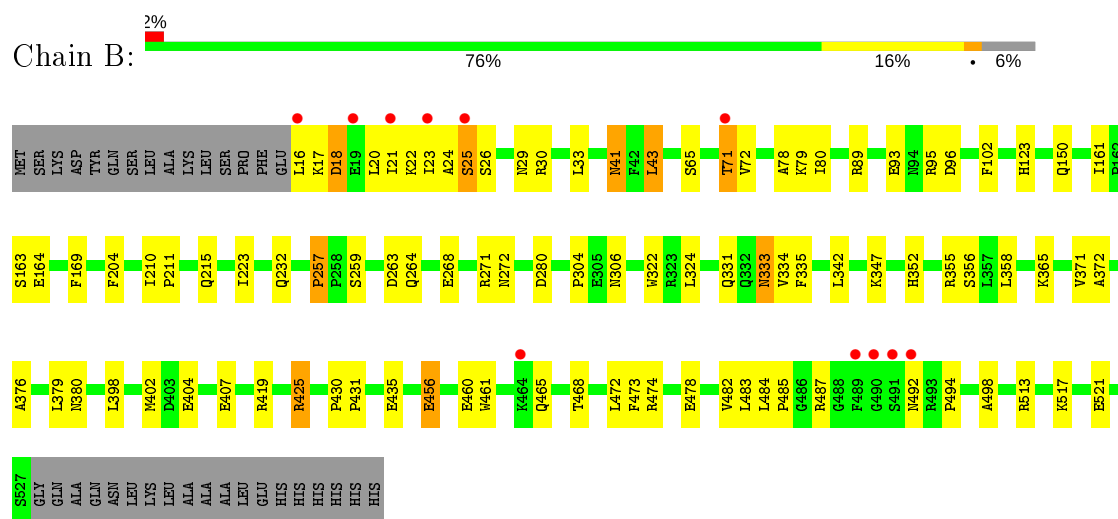 2%
Chain B:
76% 16% • 6%
MET SER LYS ASP TYR GLN SER LEU ALA LYS LEU SER PRO PHE GLU L16 K17 D18 E19 L20 I21 K22 I23 A24 S25 S26 N29 R30 L33 N41 F42 L43 S65 T71 V72 A78 K79 I80 R89 E93 N94 R95 D96 F102 H123 Q150 I161 P162
S163 E164 F169 F204 I210 P211 Q215 I223 Q232 P257 P258 S259 D263 Q264 E268 R271 N272 D280 P304 E305 N306 W322 R323 L324 Q331 Q332 N333 V334 F335 L342 K347 H352 R355 S356 L357 L358 K365 V371 A372
A376 L379 N380 L398 M402 D403 E404 E407 R419 R425 P430 P431 E435 E456 E460 W461 K464 Q465 T468 L472 F473 R474 E478 V482 L483 L484 P485 G486 R487 G488 F489 G490 S491 N492 R493 P494 A498 R513 K517 E521
S527 GLY GLN ALA GLN ASN LEU LYS LEU ALA ALA ALA LEU GLU HIS HIS HIS HIS HIS HIS